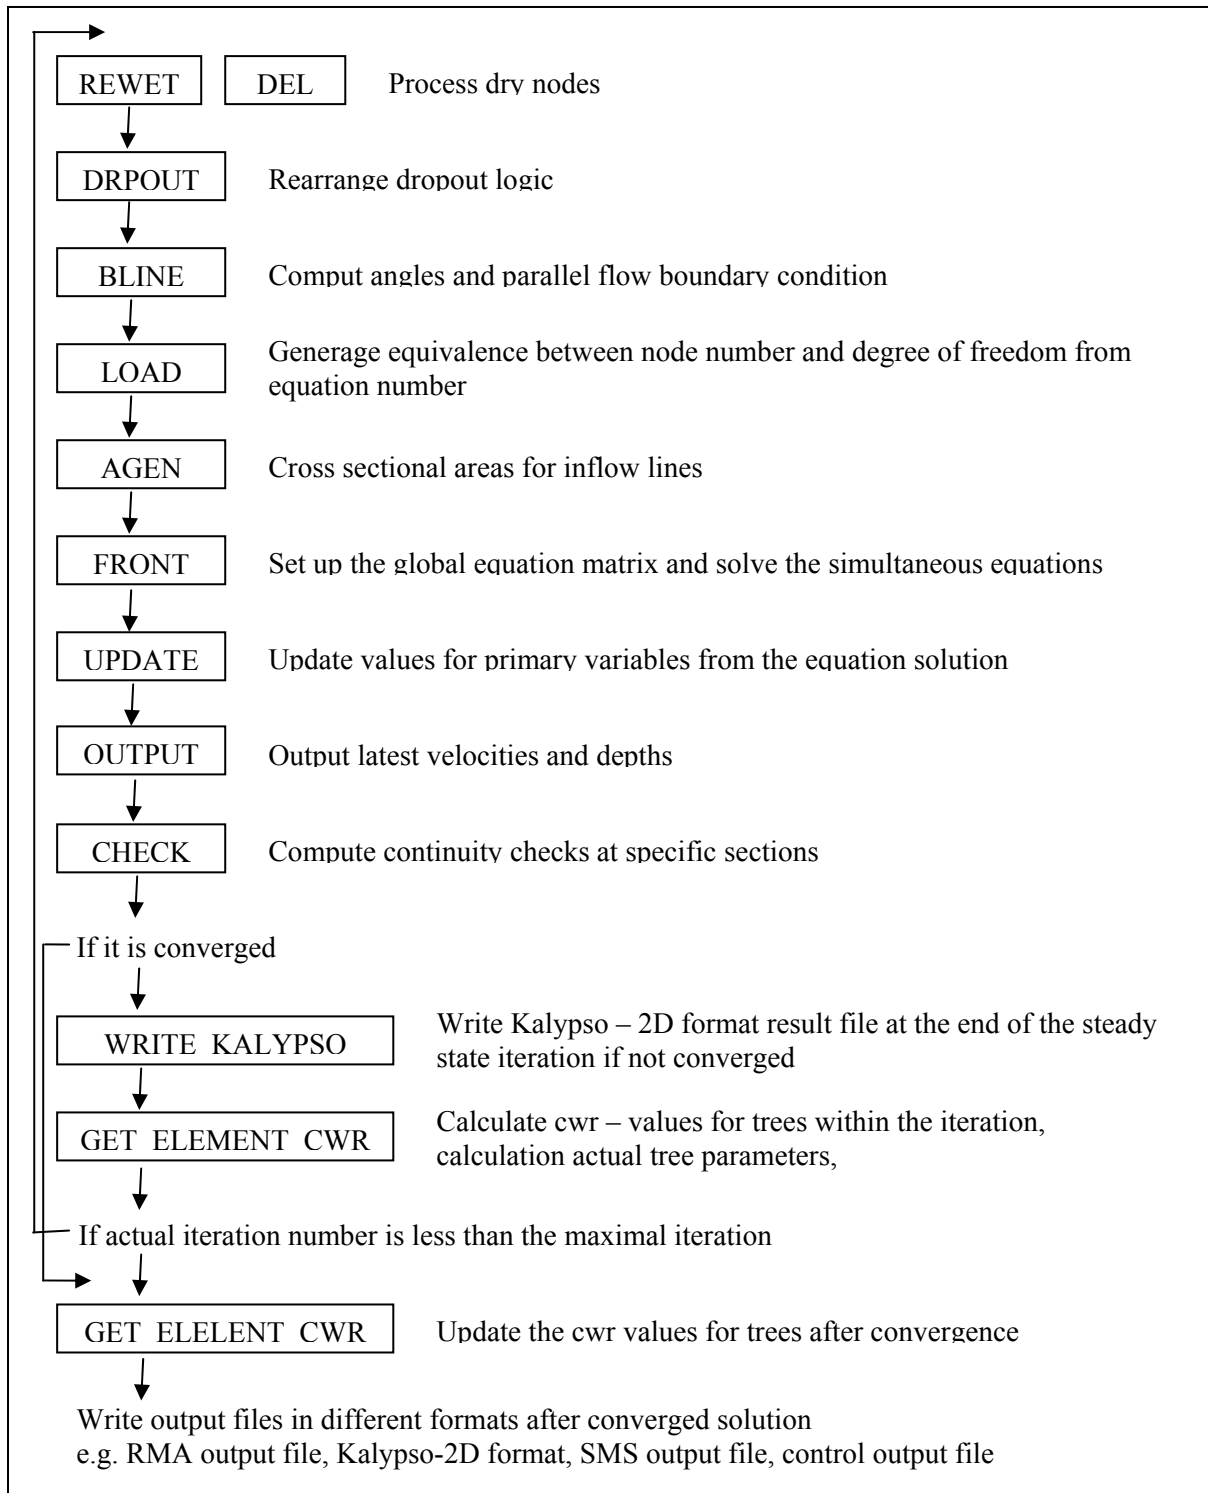 REWET DEL Process dry nodes
DRPOUT Rearrange dropout logic
BLINE Comput angles and parallel flow boundary condition
LOAD Generage equivalence between node number and degree of freedom from
equation number
AGEN Cross sectional areas for inflow lines
FRONT Set up the global equation matrix and solve the simultaneous equations
UPDATE Update values for primary variables from the equation solution
OUTPUT Output latest velocities and depths
CHECK Compute continuity checks at specific sections
If it is converged
WRITE KALYPSO Write Kalypso – 2D format result file at the end of the steady
state iteration if not converged
GET ELEMENT CWR Calculate cwr – values for trees within the iteration,
calculation actual tree parameters,
If actual iteration number is less than the maximal iteration
GET ELELENT CWR Update the cwr values for trees after convergence
Write output files in different formats after converged solution
e.g. RMA output file, Kalypso-2D format, SMS output file, control output file